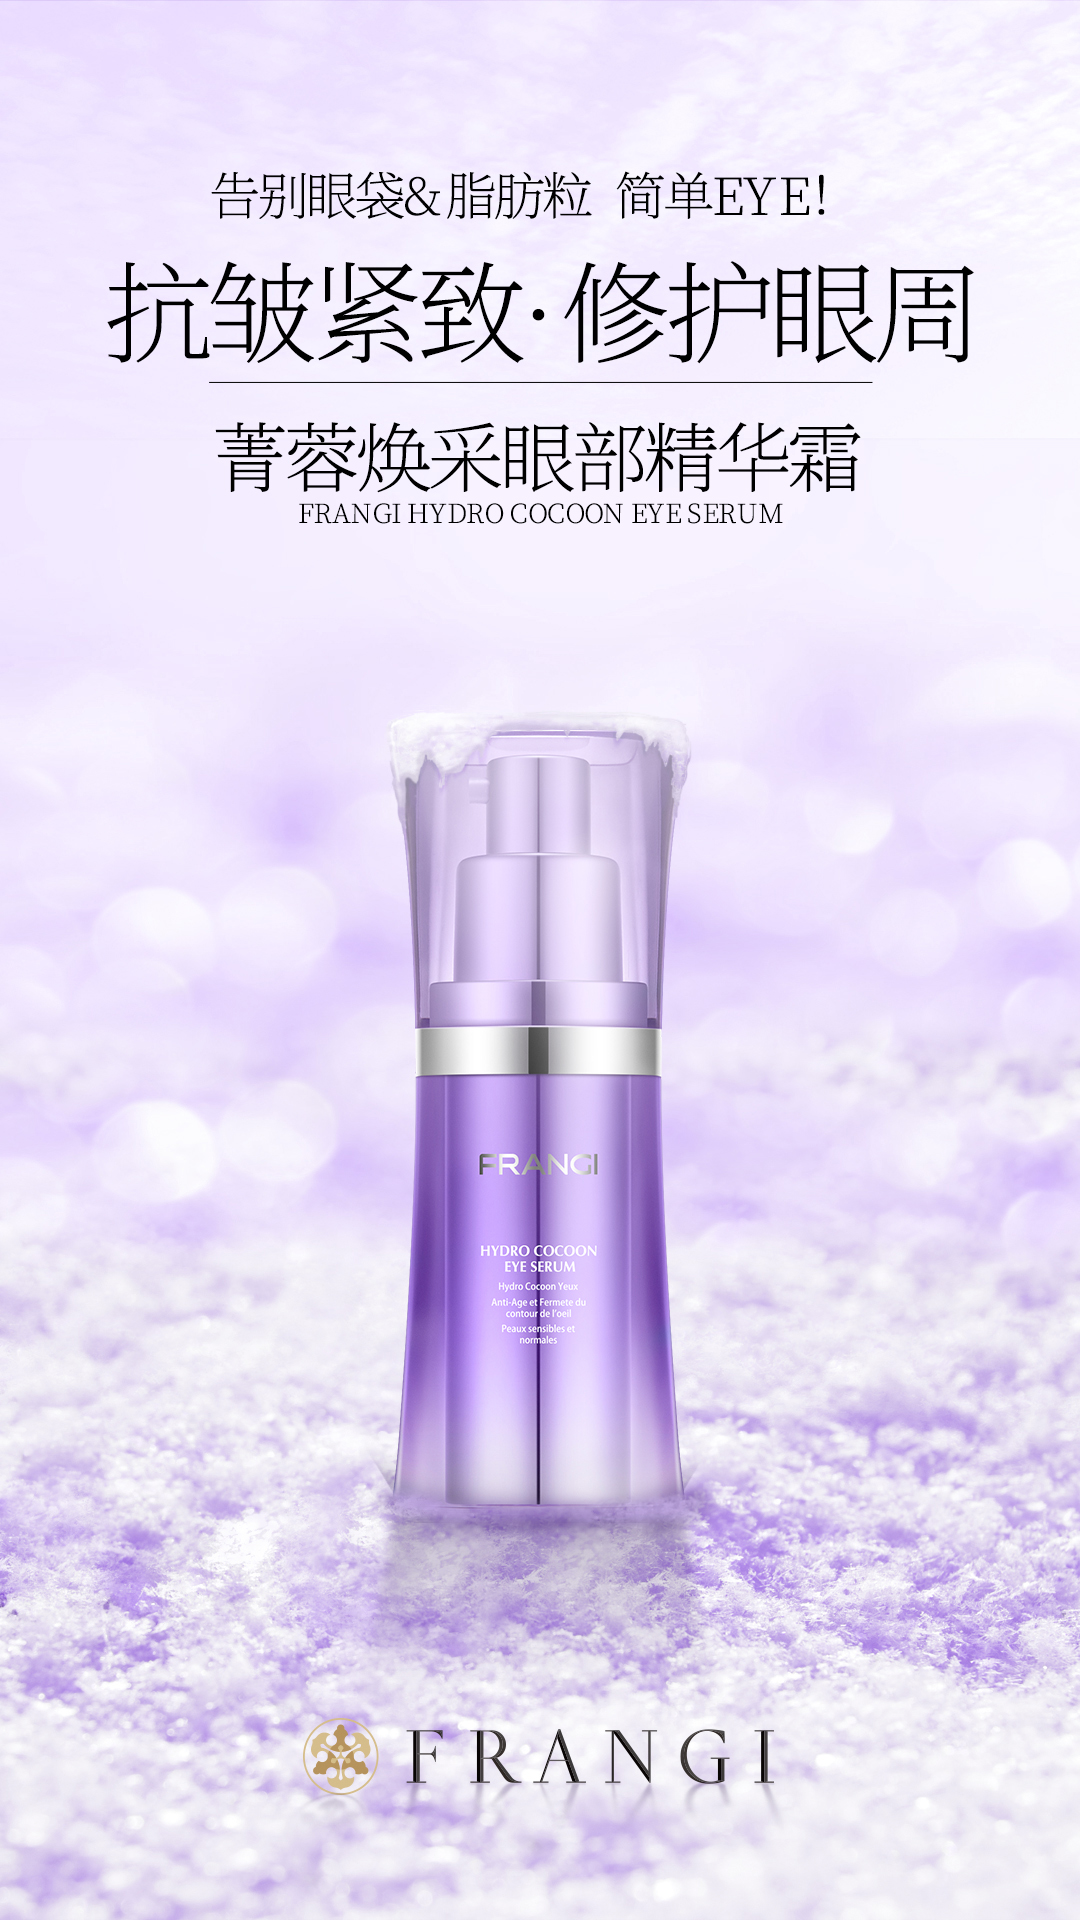 告别眼袋&脂肪粒 简单EYE!
抗皱紧致·修护眼周
菁蓉焕采眼部精华霜
FRANGI HYDRO COCOON EYE SERUM
FRANGI
HYDRO COCOON
EYE SERUM
Hydro Cocoon Yeux
Anti-Age et Fermete du
contour de l'oeil
Peaux sensibles et
normales
FRANGI